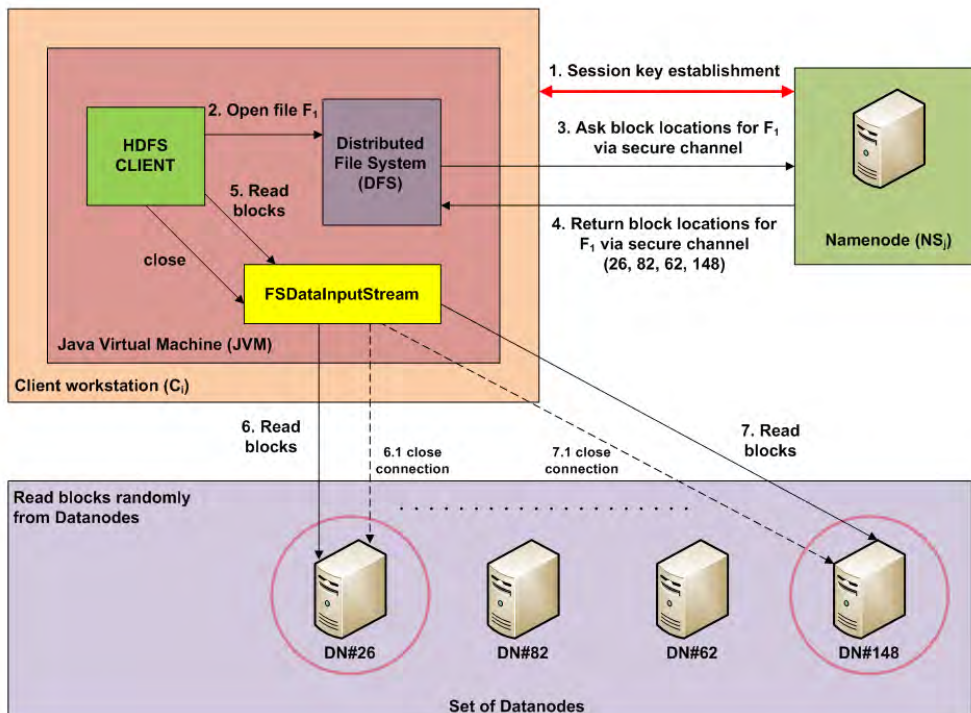 1. Session key establishment
2. Open file F₁
HDFS
CLIENT
Distributed
File System
(DFS)
3. Ask block locations for F₁
via secure channel
5. Read
blocks
4. Return block locations for
F₁ via secure channel
(26, 82, 62, 148)
Namenode (NSⱼ)
close
FSDataInputStream
Java Virtual Machine (JVM)
Client workstation (Cᵢ)
6. Read
blocks
6.1 close
connection
7.1 close
connection
7. Read
blocks
Read blocks randomly
from Datanodes
DN#26
DN#82
DN#62
DN#148
Set of Datanodes